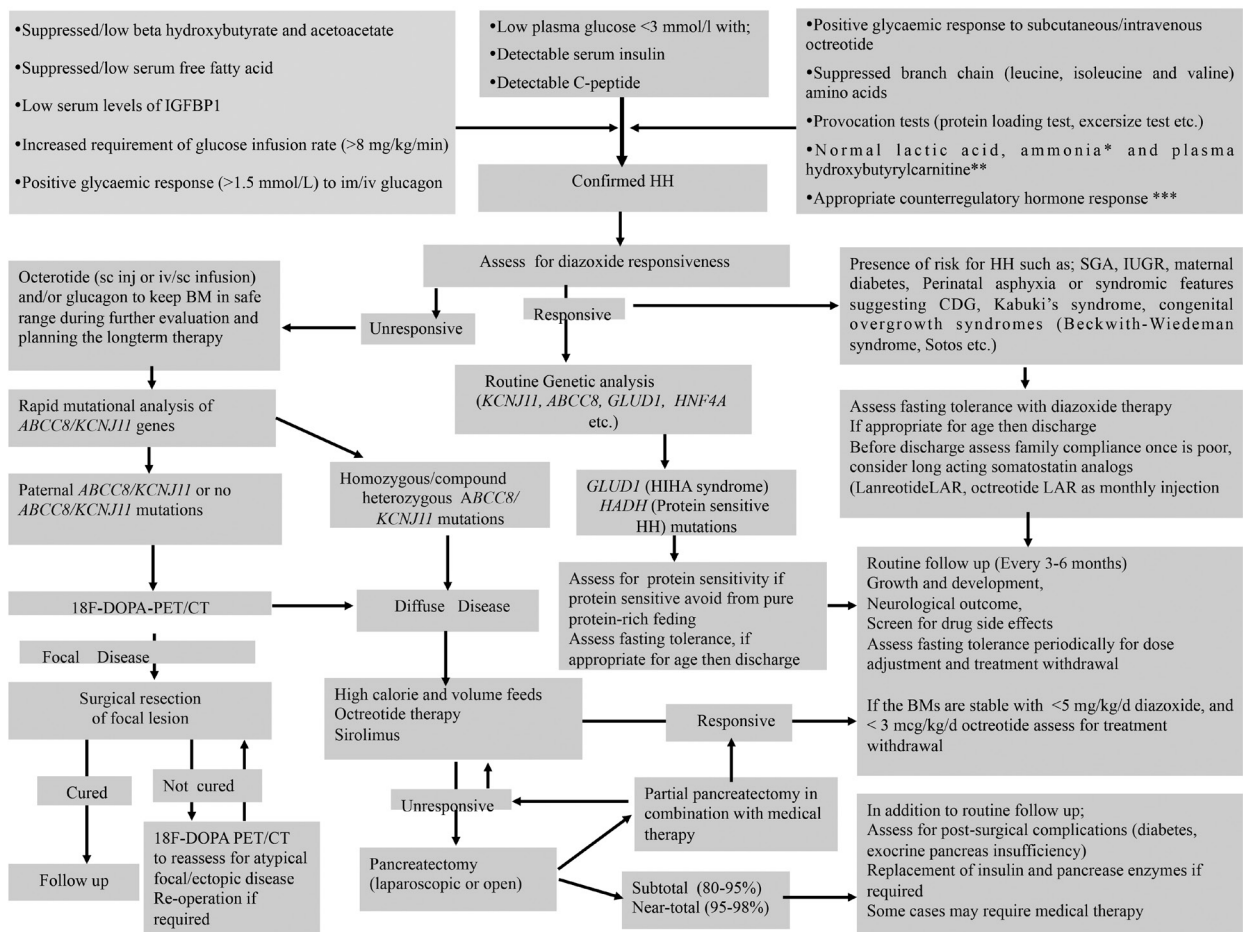 •Suppressed/low beta hydroxybutyrate and acetoacetate
•Suppressed/low serum free fatty acid
•Low serum levels of IGFBP1
•Increased requirement of glucose infusion rate (>8 mg/kg/min)
•Positive glycaemic response (>1.5 mmol/L) to im/iv glucagon
•Low plasma glucose <3 mmol/l with;
•Detectable serum insulin
•Detectable C-peptide
•Positive glycaemic response to subcutaneous/intravenous
octreotide
•Suppressed branch chain (leucine, isoleucine and valine)
amino acids
•Provocation tests (protein loading test, excersize test etc.)
•Normal lactic acid, ammonia* and plasma
hydroxybutyrylcarnitine**
•Appropriate counterregulatory hormone response ***
Confirmed HH
Assess for diazoxide responsiveness
Octerotide (sc inj or iv/sc infusion)
and/or glucagon to keep BM in safe
range during further evaluation and
planning the longterm therapy
Unresponsive
Responsive
Presence of risk for HH such as; SGA, IUGR, maternal
diabetes, Perinatal asphyxia or syndromic features
suggesting CDG, Kabuki's syndrome, congenital
overgrowth syndromes (Beckwith-Wiedeman
syndrome, Sotos etc.)
Rapid mutational analysis of
ABCC8/KCNJ11
genes
Routine Genetic analysis
(KCNJ11, ABCC8, GLUD1, HNF4A
etc.)
Assess fasting tolerance with diazoxide therapy
If appropriate for age then discharge
Before discharge assess family compliance once is poor,
consider long acting somatostatin analogs
(LanreotideLAR, octreotide LAR as monthly injection
Paternal ABCC8/KCNJ11 or no
ABCC8/KCNJ11
mutations
Homozygous/compound
heterozygous ABCC8/
KCNJ11
mutations
GLUD1 (HIHA syndrome)
HADH (Protein sensitive
HH) mutations
18F-DOPA-PET/CT
Diffuse Disease
Assess for protein sensitivity if
protein sensitive avoid from pure
protein-rich feding
Assess fasting tolerance, if
appropriate for age then discharge
Routine follow up (Every 3-6 months)
Growth and development,
Neurological outcome,
Screen for drug side effects
Assess fasting tolerance periodically for dose
adjustment and treatment withdrawal
If the BMs are stable with <5 mg/kg/d diazoxide, and
< 3 mcg/kg/d octreotide assess for treatment
withdrawal
Focal Disease
Surgical resection
of focal lesion
High calorie and volume feeds
Octreotide therapy
Sirolimus
Responsive
Cured
Not cured
Unresponsive
Partial pancreatectomy in
combination with medical
therapy
Follow up
18F-DOPA PET/CT
to reassess for atypical
focal/ectopic disease
Re-operation if
required
Pancreatectomy
(laparoscopic or open)
Subtotal (80-95%)
Near-total (95-98%)
In addition to routine follow up;
Assess for post-surgical complications (diabetes,
exocrine pancreas insufficiency)
Replacement of insulin and pancrease enzymes if
required
Some cases may require medical therapy